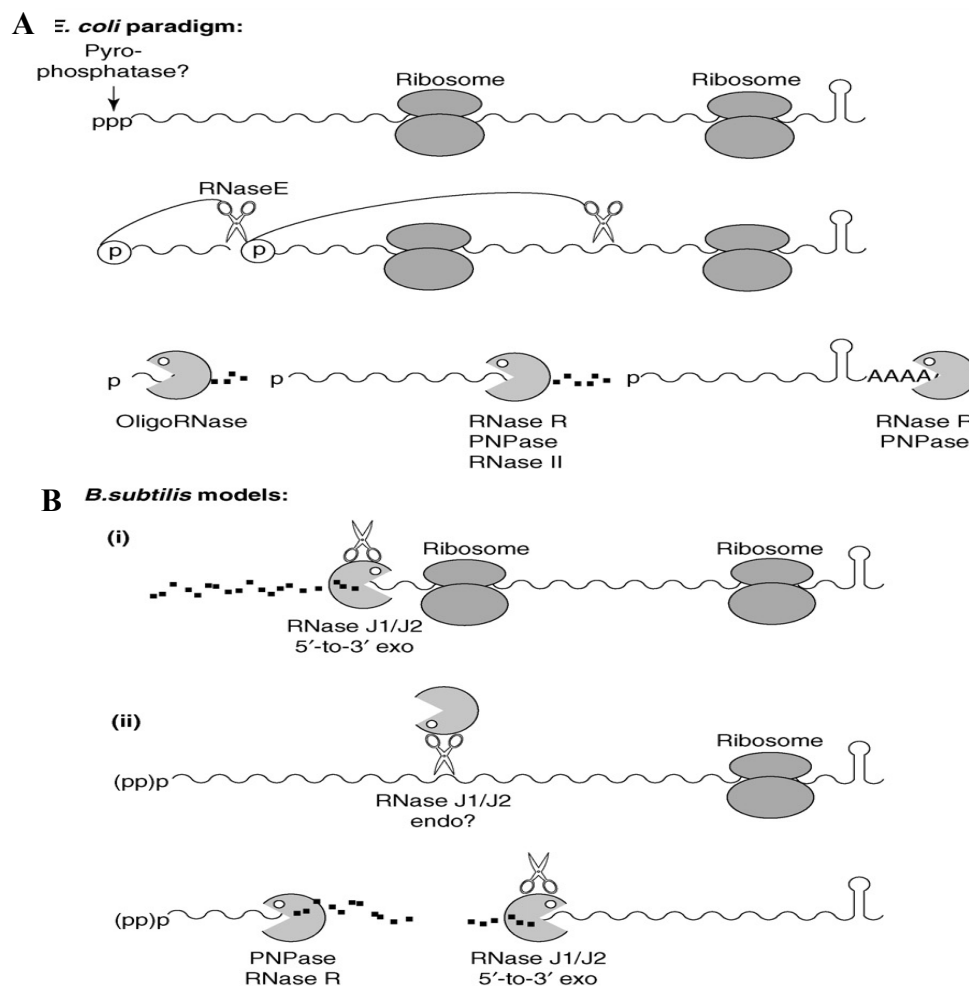 A E. coli paradigm:
Pyro-
phosphatase?
Ribosome Ribosome
ppp
RNaseE
p p
p p p AAAA
OligoRNase RNase R RNase R
PNPase PNPase
RNase II
B B.subtilis models:
(i)
Ribosome Ribosome
RNase J1/J2
5′-to-3′ exo
(ii)
Ribosome
(pp)p
RNase J1/J2
endo?
(pp)p
PNPase RNase J1/J2
RNase R 5′-to-3′ exo